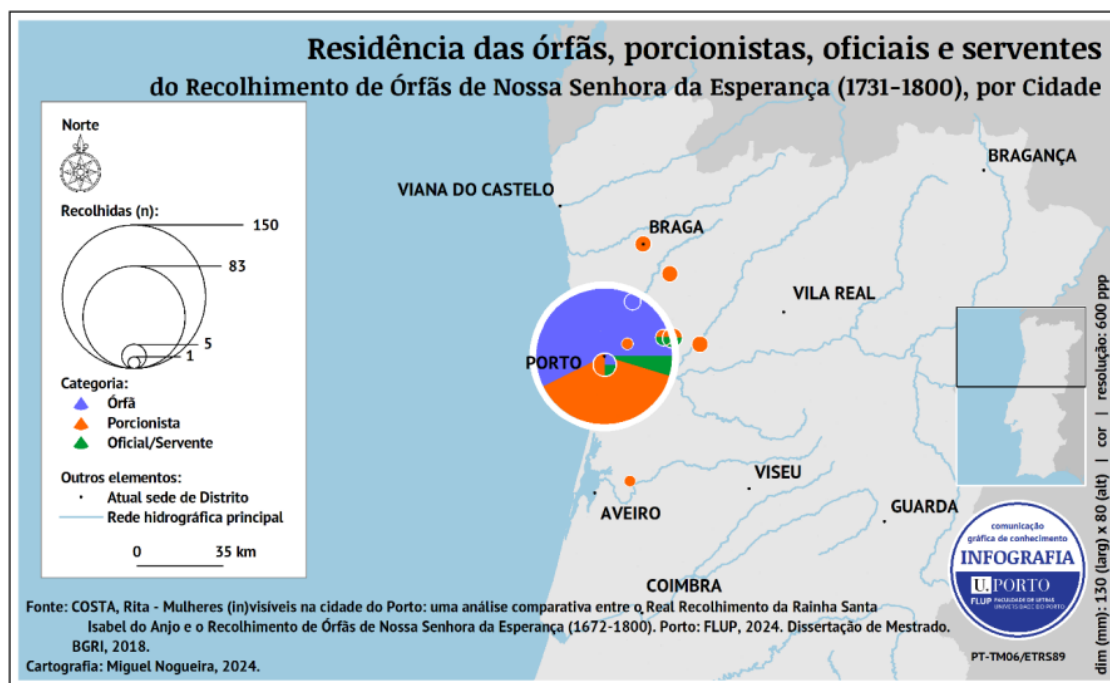 Residência das órfãs, porcionistas, oficiais e serventes
do Recolhimento de Órfãs de Nossa Senhora da Esperança (1731-1800), por Cidade
Norte
Recolhidas (n):
150
83
5
1
Categoria:
Órfã
Porcionista
Oficial/Servente
Outros elementos:
Atual sede de Distrito
Rede hidrográfica principal
0 35 km
BRAGANÇA
VIANA DO CASTELO
BRAGA
VILA REAL
PORTO
VISEU
AVEIRO
GUARDA
COIMBRA
comunicação
gráfica de conhecimento
INFOGRAFIA
U. PORTO
FLUP FACULDADE DE LETRAS
UNIVERSIDADE DO PORTO
PT-TM06/ETRS89
dim (mm): 130 (larg) x 80 (alt) | cor | resolução: 600 ppp
Fonte: COSTA, Rita - Mulheres (in)visíveis na cidade do Porto: uma análise comparativa entre o Real Recolhimento da Rainha Santa
Isabel do Anjo e o Recolhimento de Órfãs de Nossa Senhora da Esperança (1672-1800). Porto: FLUP, 2024. Dissertação de Mestrado.
BGRI, 2018.
Cartografia: Miguel Nogueira, 2024.